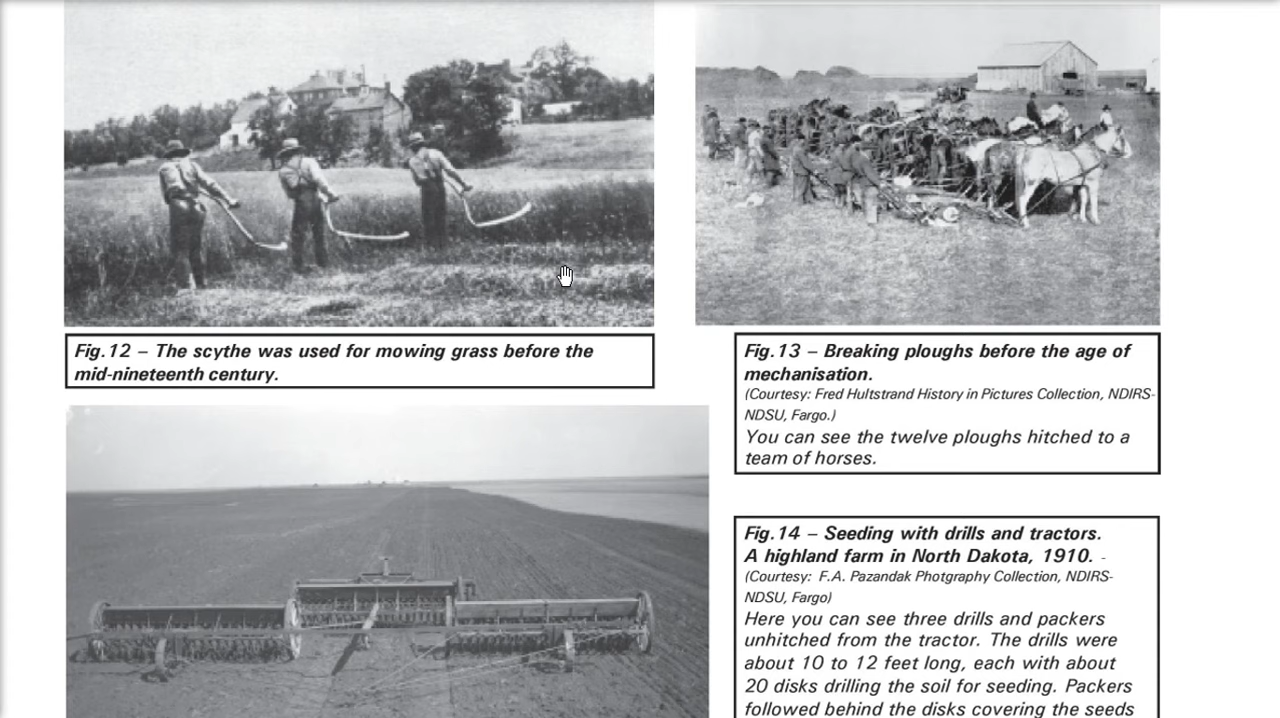 Fig.12 – The scythe was used for mowing grass before the
mid-nineteenth century.
Fig.13 – Breaking ploughs before the age of
mechanisation.
(Courtesy: Fred Hultstrand History in Pictures Collection, NDIRS-
NDSU, Fargo.)
You can see the twelve ploughs hitched to a
team of horses.
Fig.14 – Seeding with drills and tractors.
A highland farm in North Dakota, 1910. -
(Courtesy: F.A. Pazandak Photgraphy Collection, NDIRS-
NDSU, Fargo)
Here you can see three drills and packers
unhitched from the tractor. The drills were
about 10 to 12 feet long, each with about
20 disks drilling the soil for seeding. Packers
followed behind the disks covering the seeds